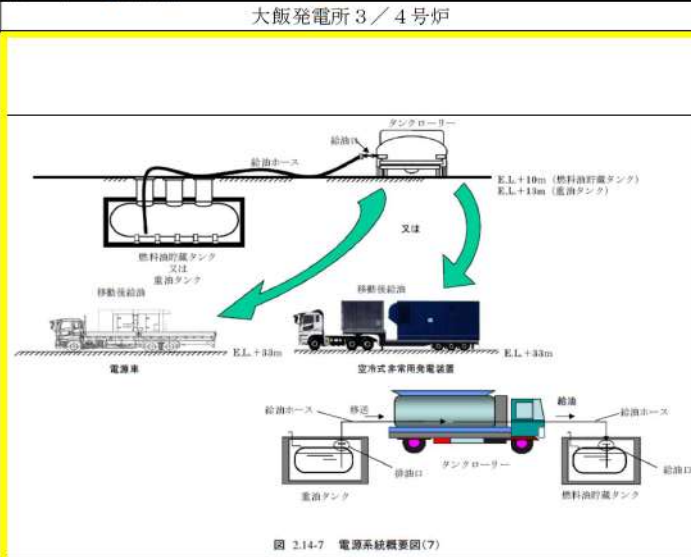 大飯発電所3/4号炉
タンクローリー
給油口
給油ホース
E.L.+10m(燃料油貯蔵タンク)
E.L.+13m(重油タンク)
又は
燃料油貯蔵タンク
又は
重油タンク
移動後給油
移動後給油
E.L.+33m
E.L.+33m
電源車
空冷式非常用発電装置
給油ホース
移送
給油
給油ホース
排油口
タンクローリー
給油口
重油タンク
燃料油貯蔵タンク
図 2.14-7 電源系統概要図(7)